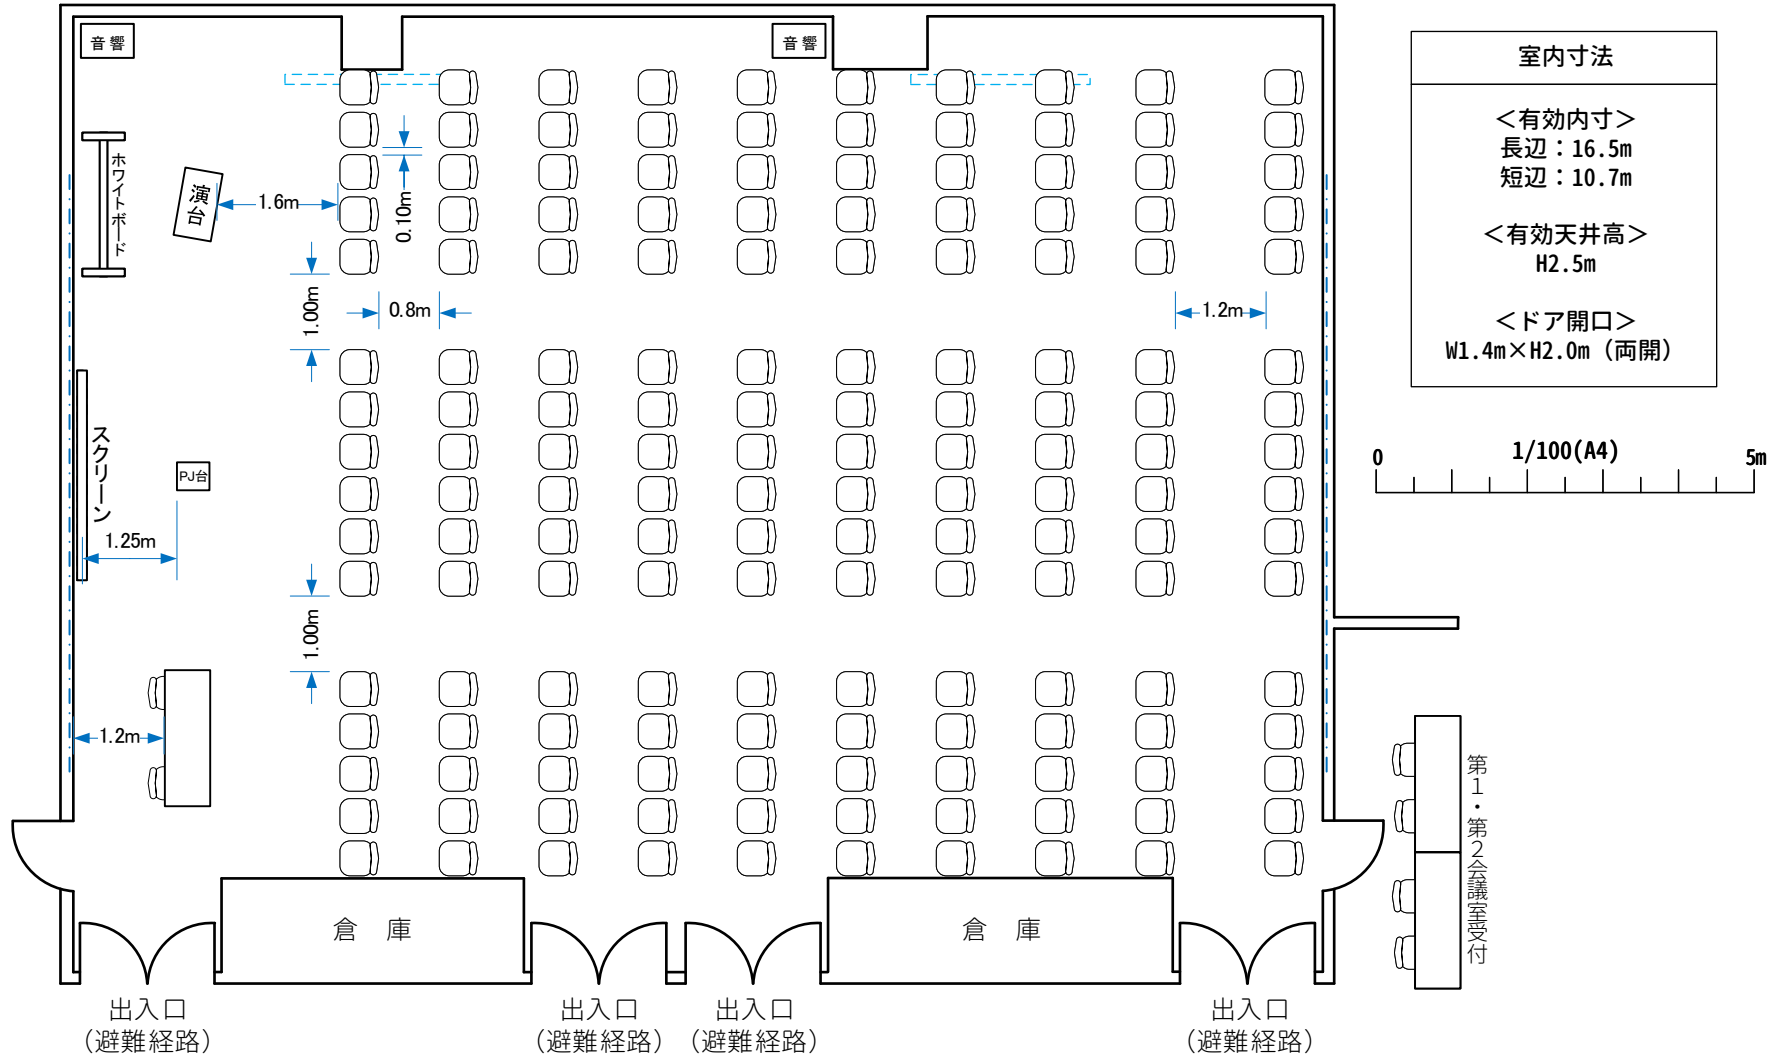 音響
音響
ホワイトボード
演台
1.6m
0.10m
1.00m
0.8m
1.2m
スクリーン
PJ台
1.25m
1.00m
1.2m
倉庫
倉庫
出入口
（避難経路）
出入口
（避難経路）
出入口
（避難経路）
出入口
（避難経路）
室内寸法
＜有効内寸＞
長辺：16.5m
短辺：10.7m
＜有効天井高＞
H2.5m
＜ドア開口＞
W1.4m×H2.0m（両開）
0
1/100(A4)
5m
第１・第２会議室受付